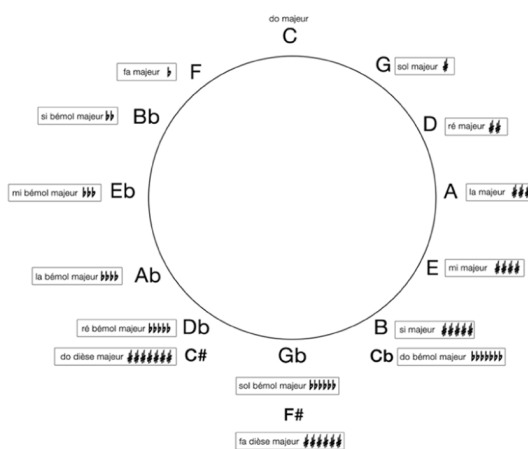 do majeur
C
G sol majeur
fa majeur F
D ré majeur
si bémol majeur Bb
A la majeur
mi bémol majeur Eb
E mi majeur
la bémol majeur Ab
B si majeur
ré bémol majeur Db
Cb do bémol majeur
do dièse majeur C#
Gb
sol bémol majeur
F#
fa dièse majeur